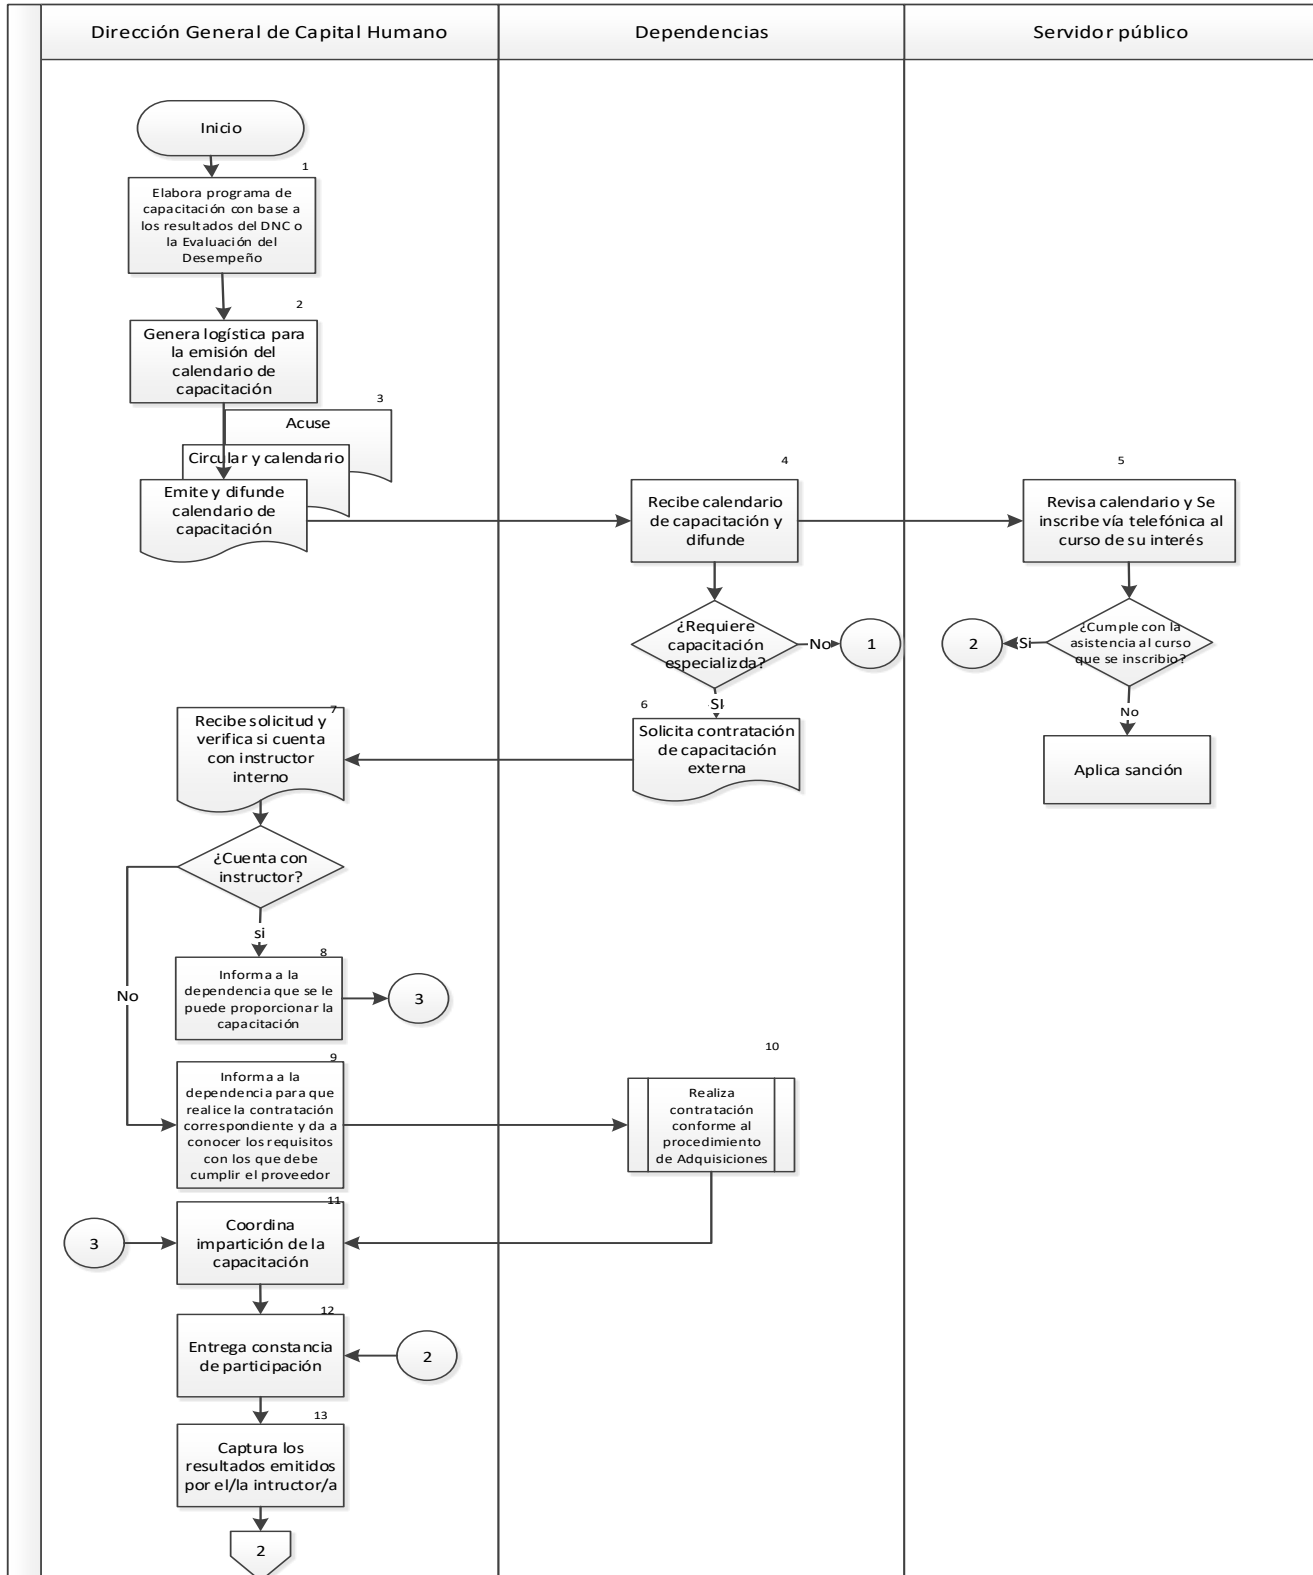 Dirección General de Capital Humano
Dependencias
Servidor público
Inicio
1
Elabora programa de
capacitación con base a
los resultados del DNC o
la Evaluación del
Desempeño
2
Genera logística para
la emisión del
calendario de
capacitación
3
Acuse
Circular y calendario
Emite y difunde
calendario de
capacitación
4
Recibe calendario
de capacitación y
difunde
5
Revisa calendario y Se
inscribe vía telefónica al
curso de su interés
¿Requiere
capacitación
especializda?
No
1
2
Si
¿Cumple con la
asistencia al curso
que se inscribio?
SI
No
6
Solicita contratación
de capacitación
externa
Aplica sanción
7
Recibe solicitud y
verifica si cuenta
con instructor
interno
¿Cuenta con
instructor?
si
No
8
Informa a la
dependencia que se le
puede proporcionar la
capacitación
3
9
Informa a la
dependencia para que
realice la contratación
correspondiente y da a
conocer los requisitos
con los que debe
cumplir el proveedor
10
Realiza
contratación
conforme al
procedimiento
de Adquisiciones
11
3
Coordina
impartición de la
capacitación
12
Entrega constancia
de participación
2
13
Captura los
resultados emitidos
por el/la intructor/a
2